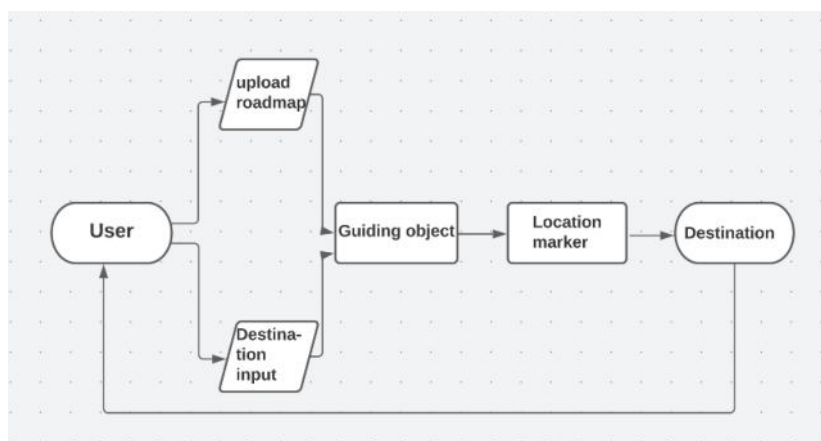 upload
roadmap
User
Guiding object
Location
marker
Destination
Destina-
tion
input